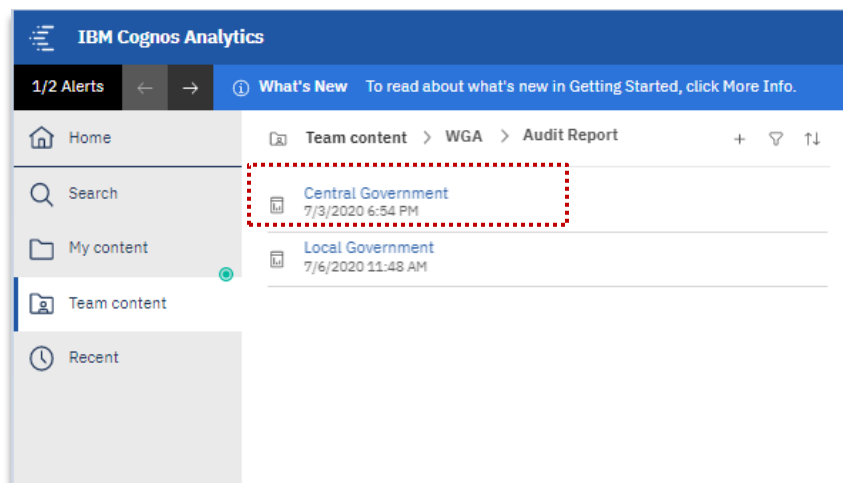 IBM Cognos Analytics
1/2 Alerts ← → What's New To read about what's new in Getting Started, click More Info.
Home
Team content > WGA > Audit Report
Search
Central Government
7/3/2020 6:54 PM
My content
Local Government
7/6/2020 11:48 AM
Team content
Recent